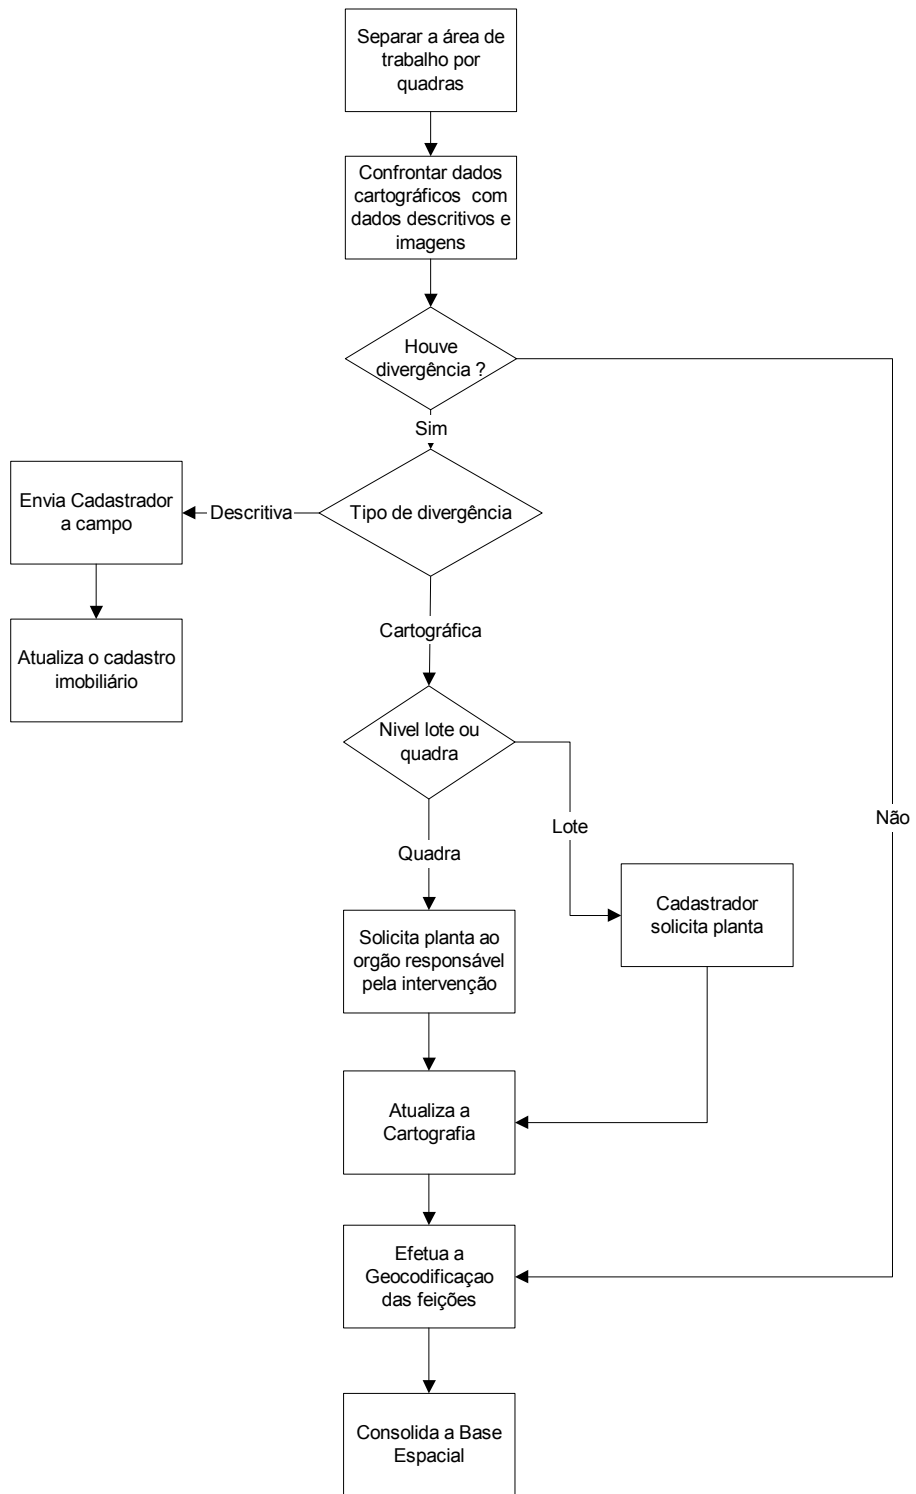 Separar a área de
trabalho por
quadras
Confrontar dados
cartográficos com
dados descritivos e
imagens
Houve
divergência ?
Sim
Envia Cadastrador
a campo
Descritiva
Tipo de divergência
Cartográfica
Atualiza o cadastro
imobiliário
Nivel lote ou
quadra
Não
Lote
Quadra
Cadastrador
solicita planta
Solicita planta ao
orgão responsável
pela intervenção
Atualiza a
Cartografia
Efetua a
Geocodificaçao
das feições
Consolida a Base
Espacial